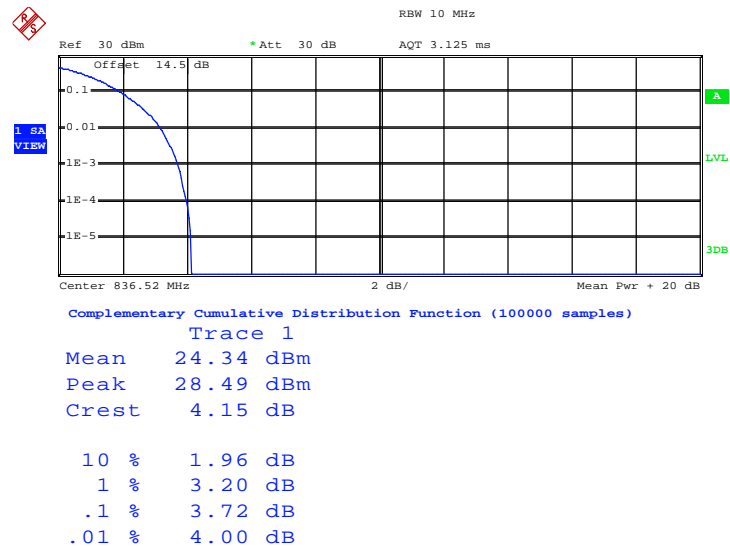 RBW 10 MHz
Ref 30 dBm * Att 30 dB AQT 3.125 ms
Offset 14.5 dB
0.1
A
0.01
1 SA
VIEW
1E-3
LVL
1E-4
1E-5
3DB
Center 836.52 MHz 2 dB/ Mean Pwr + 20 dB
Complementary Cumulative Distribution Function (100000 samples)
Trace 1
Mean 24.34 dBm
Peak 28.49 dBm
Crest 4.15 dB
10 % 1.96 dB
1 % 3.20 dB
.1 % 3.72 dB
.01 % 4.00 dB